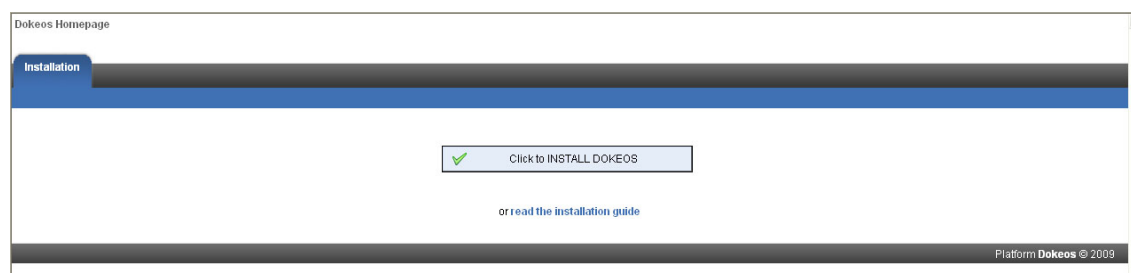 Dokeos Homepage
Installation
Click to INSTALL DOKEOS
or read the installation guide
Platform Dokeos © 2009